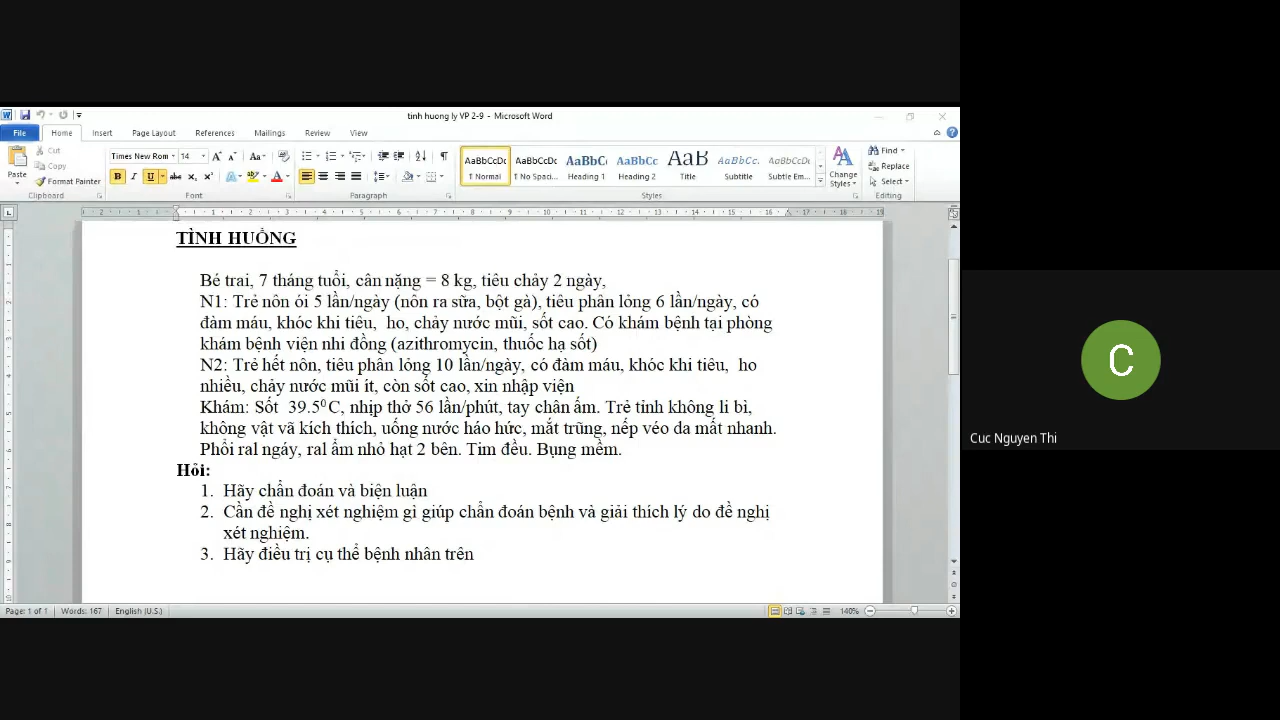 tinh huong ly VP 2-9 - Microsoft Word
File Home Insert Page Layout References Mailings Review View
Paste Cut Copy Format Painter
Times New Rom 14
AaBbCcDc AaBbCcDc AaBbC AaBbCc AaB AaBbCc. AaBbCcDc
¶ Normal ¶ No Spaci... Heading 1 Heading 2 Title Subtitle Subtle Em...
Change Styles
Find Replace Select
Clipboard Font Paragraph Styles Editing
TÌNH HUỒNG
Bé trai, 7 tháng tuổi, cân nặng = 8 kg, tiêu chảy 2 ngày,
N1: Trẻ nôn ói 5 lần/ngày (nôn ra sữa, bột gà), tiêu phân lỏng 6 lần/ngày, có
đàm máu, khóc khi tiêu, ho, chảy nước mũi, sốt cao. Có khám bệnh tại phòng
khám bệnh viện nhi đồng (azithromycin, thuốc hạ sốt)
N2: Trẻ hết nôn, tiêu phân lỏng 10 lần/ngày, có đàm máu, khóc khi tiêu, ho
nhiều, chảy nước mũi ít, còn sốt cao, xin nhập viện
Khám: Sốt 39.5⁰C, nhịp thở 56 lần/phút, tay chân ấm. Trẻ tỉnh không li bì,
không vật vã kích thích, uống nước háo hức, mắt trũng, nếp véo da mất nhanh.
Phổi ral ngáy, ral ẩm nhỏ hạt 2 bên. Tim đều. Bụng mềm.
Hỏi:
1. Hãy chẩn đoán và biện luận
2. Cần đề nghị xét nghiệm gì giúp chẩn đoán bệnh và giải thích lý do đề nghị
xét nghiệm.
3. Hãy điều trị cụ thể bệnh nhân trên
Page: 1 of 1 Words: 167 English (U.S.) 140%
C
Cuc Nguyen Thi